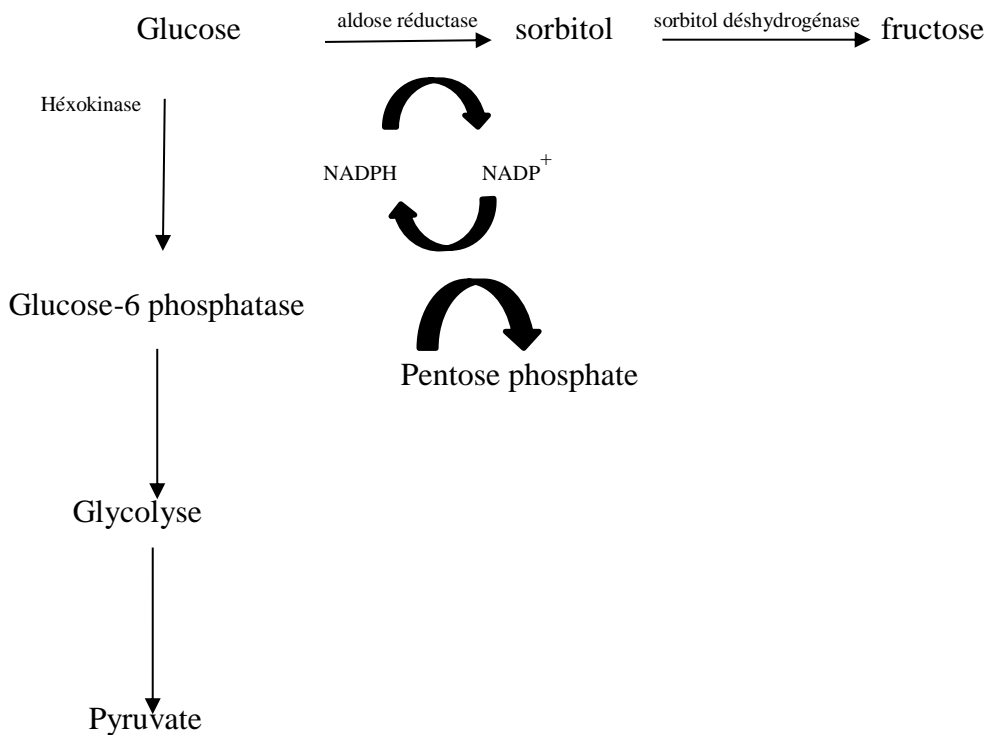 Glucose aldose réductase sorbitol sorbitol déshydrogénase fructose
Héxokinase
NADPH NADP+
Glucose-6 phosphatase
Pentose phosphate
Glycolyse
Pyruvate